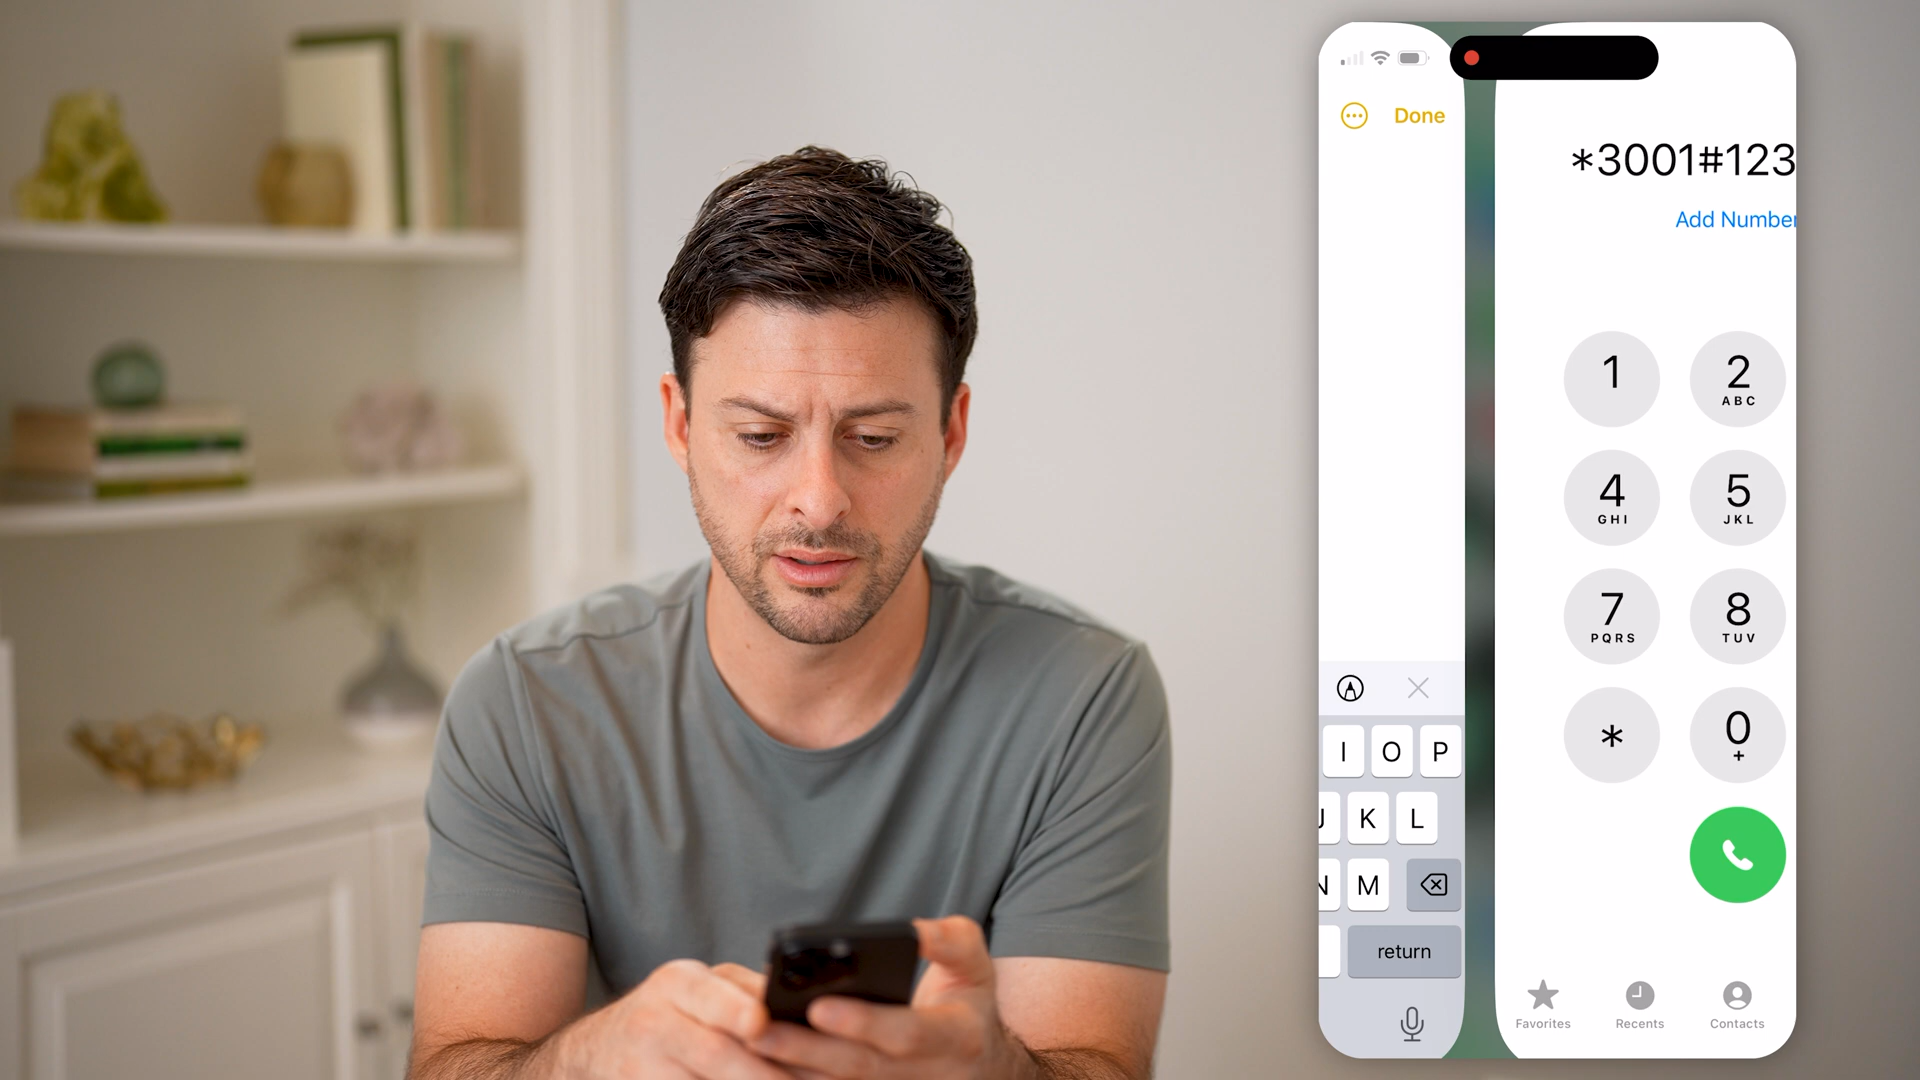 Done
*3001#123
Add Number
1
2
ABC
4
GHI
5
JKL
7
PQRS
8
TUV
*
0
+
I O P
J K L
N M
return
Favorites
Recents
Contacts